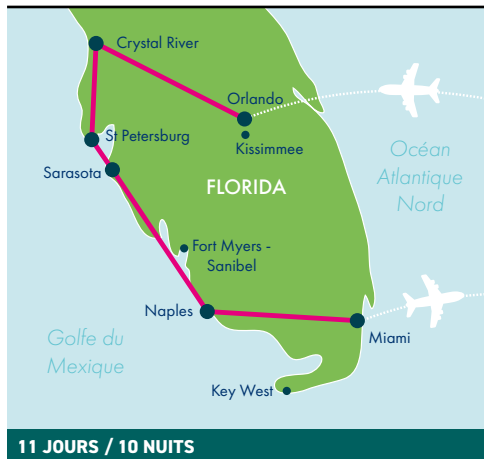 Crystal River
Orlando
Kissimmee
St Petersburg
Sarasota
Océan
Atlantique
Nord
FLORIDA
Fort Myers -
Sanibel
Naples
Miami
Golfe du
Mexique
Key West
11 JOURS / 10 NUITS